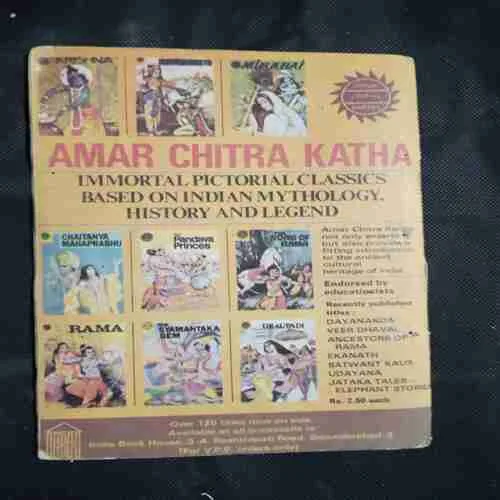 KRISHNA
MIRABAI
AMAR CHITRA KATHA
IMMORTAL PICTORIAL CLASSICS
BASED ON INDIAN MYTHOLOGY,
HISTORY AND LEGEND
CHAITANYA
MAHAPRABHU
The
Pandava
Princes
SONS OF
RAMA
RAMA
THE
SYAMANTAKA
GEM
DRAUPADI
Amar Chitra Katha
not only
but also provides a
fitting introduction
to the ancient
cultural
heritage of India
Endorsed by
educationists
Recently published
titles:
DAYANANDA
VEER DHAVAL
ANCESTORS OF
RAMA
EKANATH
SATWANT KAUR
UDAYANA
JATAKA TALES -
ELEPHANT STORIES
Rs. 2.50 each
Over 120 titles now on sale.
Available at all bookstalls or
India Book House, 3-A, Road, Secunderabad-3
(For V.P.P. orders only)